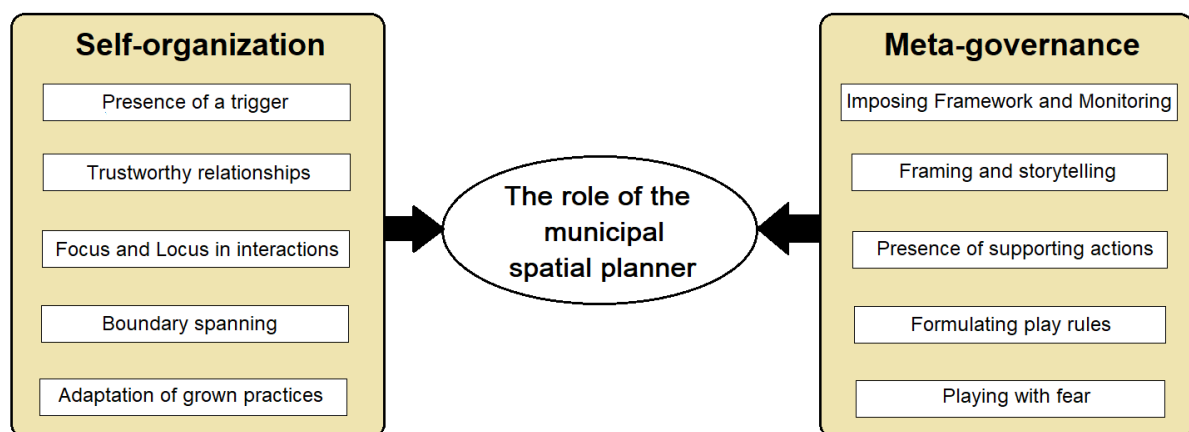 Self-organization
Presence of a trigger
Trustworthy relationships
Focus and Locus in interactions
Boundary spanning
Adaptation of grown practices
The role of the
municipal
spatial planner
Meta-governance
Imposing Framework and Monitoring
Framing and storytelling
Presence of supporting actions
Formulating play rules
Playing with fear